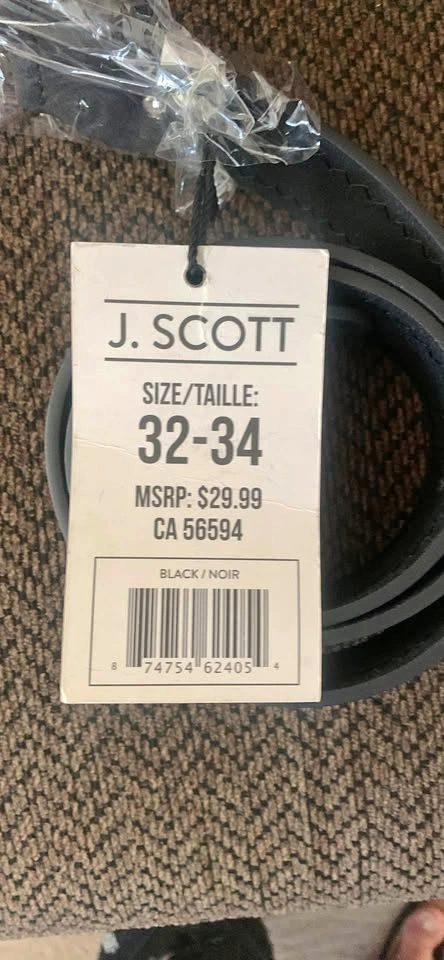 J. SCOTT
SIZE/TAILLE:
32-34
MSRP: $29.99
CA 56594
BLACK / NOIR
8 74754 62405 4